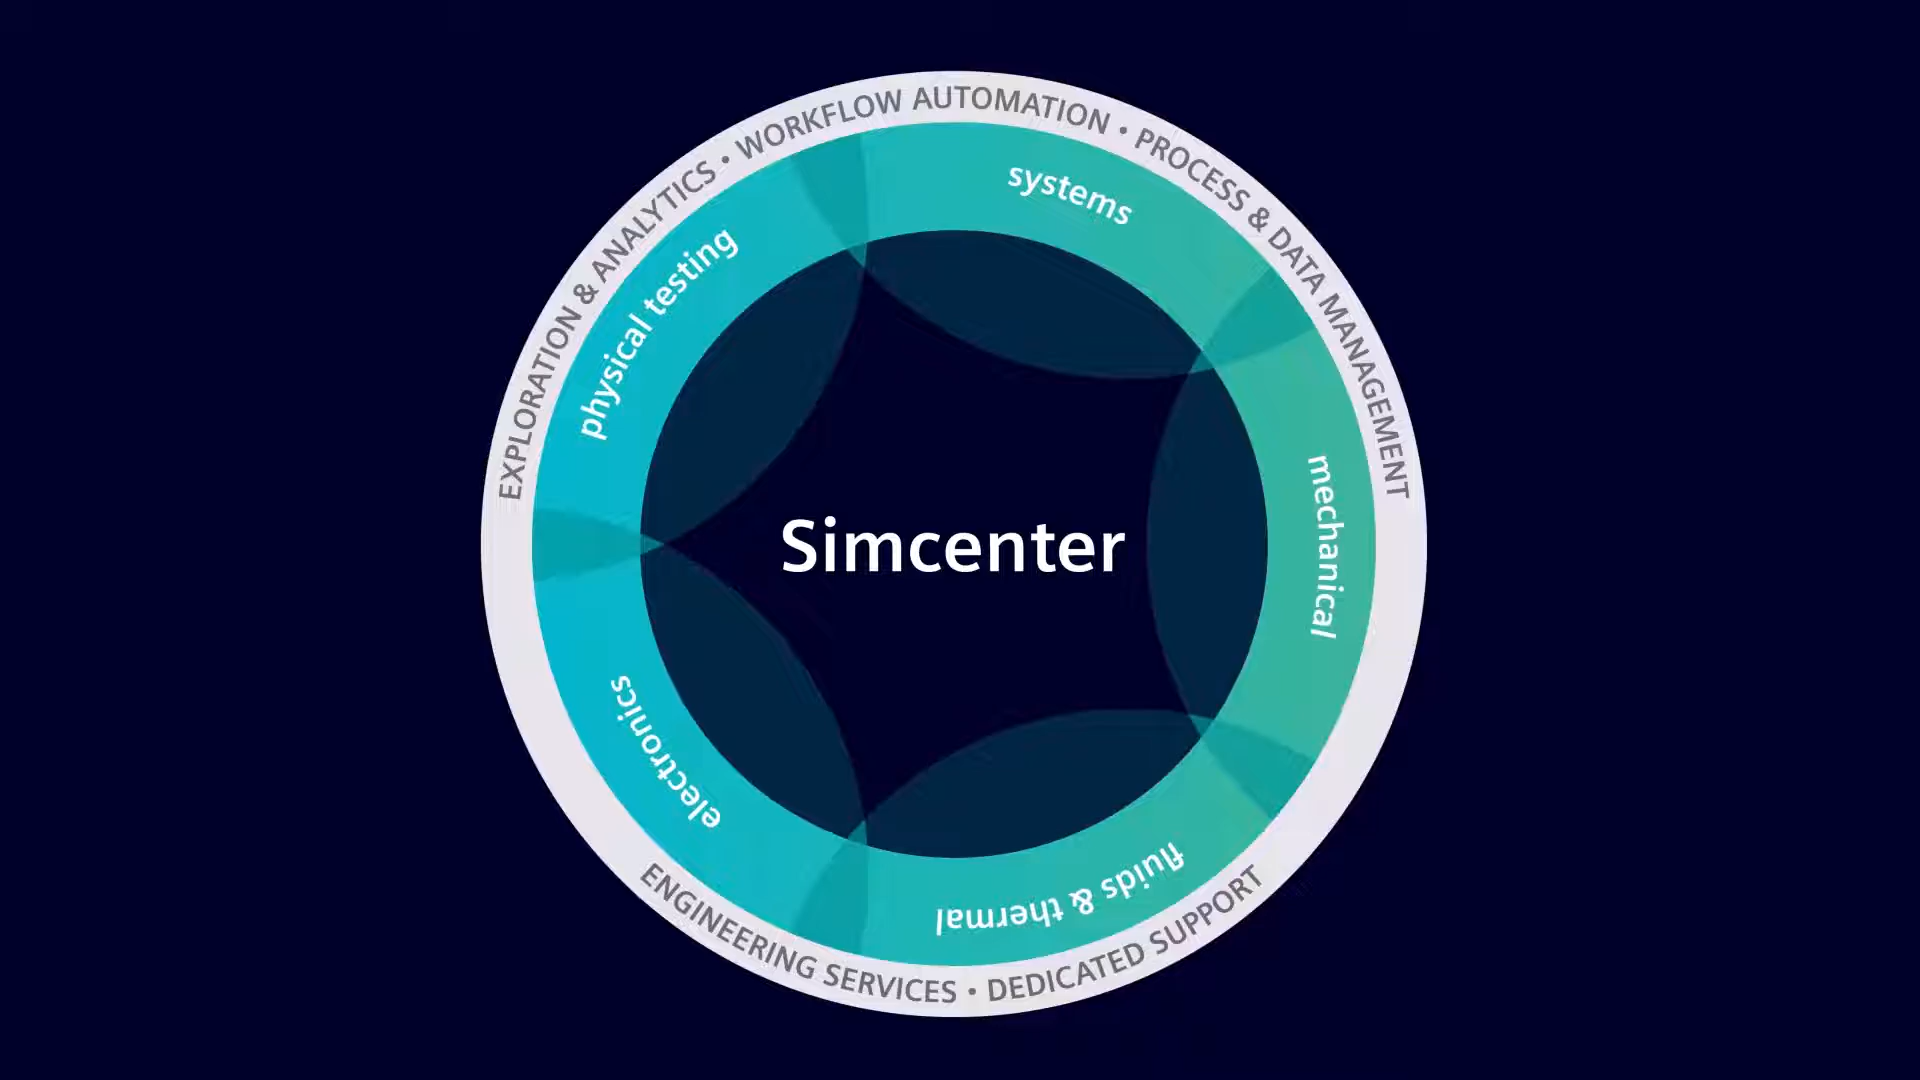 EXPLORATION & ANALYTICS • WORKFLOW AUTOMATION • PROCESS & DATA MANAGEMENT
systems
physical testing
mechanical
Simcenter
electronics
fluids & thermal
ENGINEERING SERVICES • DEDICATED SUPPORT